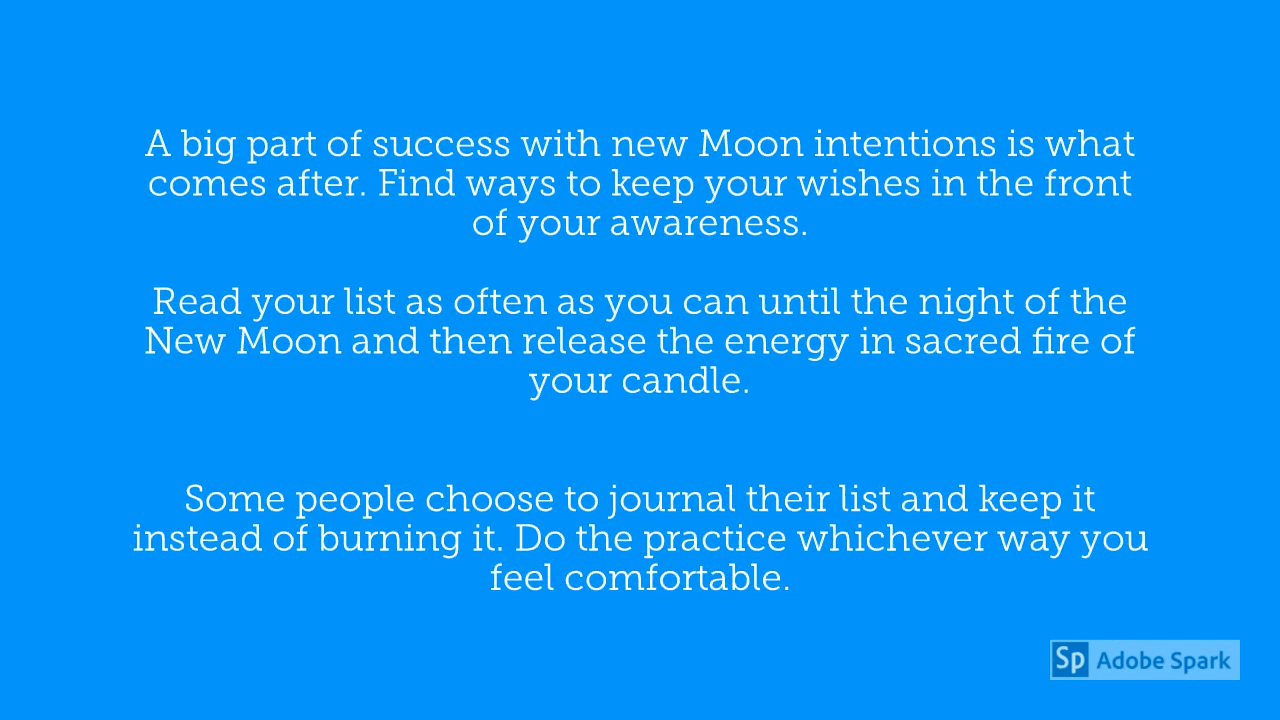 A big part of success with new Moon intentions is what
comes after. Find ways to keep your wishes in the front
of your awareness.
Read your list as often as you can until the night of the
New Moon and then release the energy in sacred fire of
your candle.
Some people choose to journal their list and keep it
instead of burning it. Do the practice whichever way you
feel comfortable.
Sp Adobe Spark